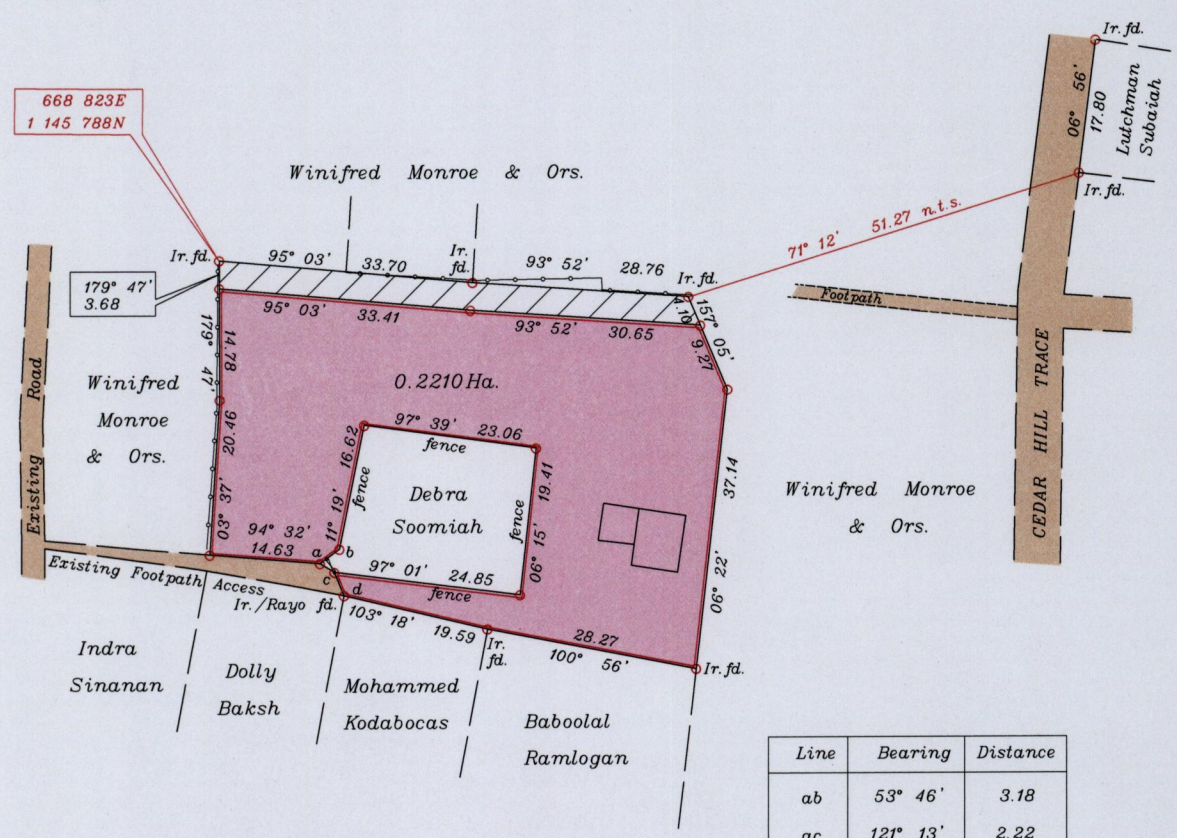 Ir. fd.
06° 56'
17.80
Lutchman
Subaiah
Ir. fd.
668 823E
1 145 788N
Winifred Monroe & Ors.
71° 12' 51.27 n.t.s.
Ir. fd.
95° 03' 33.70
Ir.
fd.
93° 52' 28.76
Ir. fd.
179° 47'
3.68
95° 03' 33.41
93° 52' 30.65
4.10
157° 05'
9.27
Footpath
179° 47'
14.78
Existing Road
Winifred
Monroe
& Ors.
0.2210 Ha.
CEDAR HILL TRACE
03° 37'
20.46
97° 39' 23.06
fence
16.62
11° 19'
fence
Debra
Soomiah
19.41
06° 15'
fence
37.14
06° 22'
Winifred Monroe
& Ors.
94° 32'
14.63
a
b
c
d
97° 01' 24.85
fence
Existing Footpath Access
Ir./Rayo fd.
103° 18' 19.59
Ir.
fd.
28.27
100° 56'
Ir. fd.
Indra
Sinanan
Dolly
Baksh
Mohammed
Kodabocas
Baboolal
Ramlogan
Line Bearing Distance
ab 53° 46' 3.18
ac 121° 13' 2.22